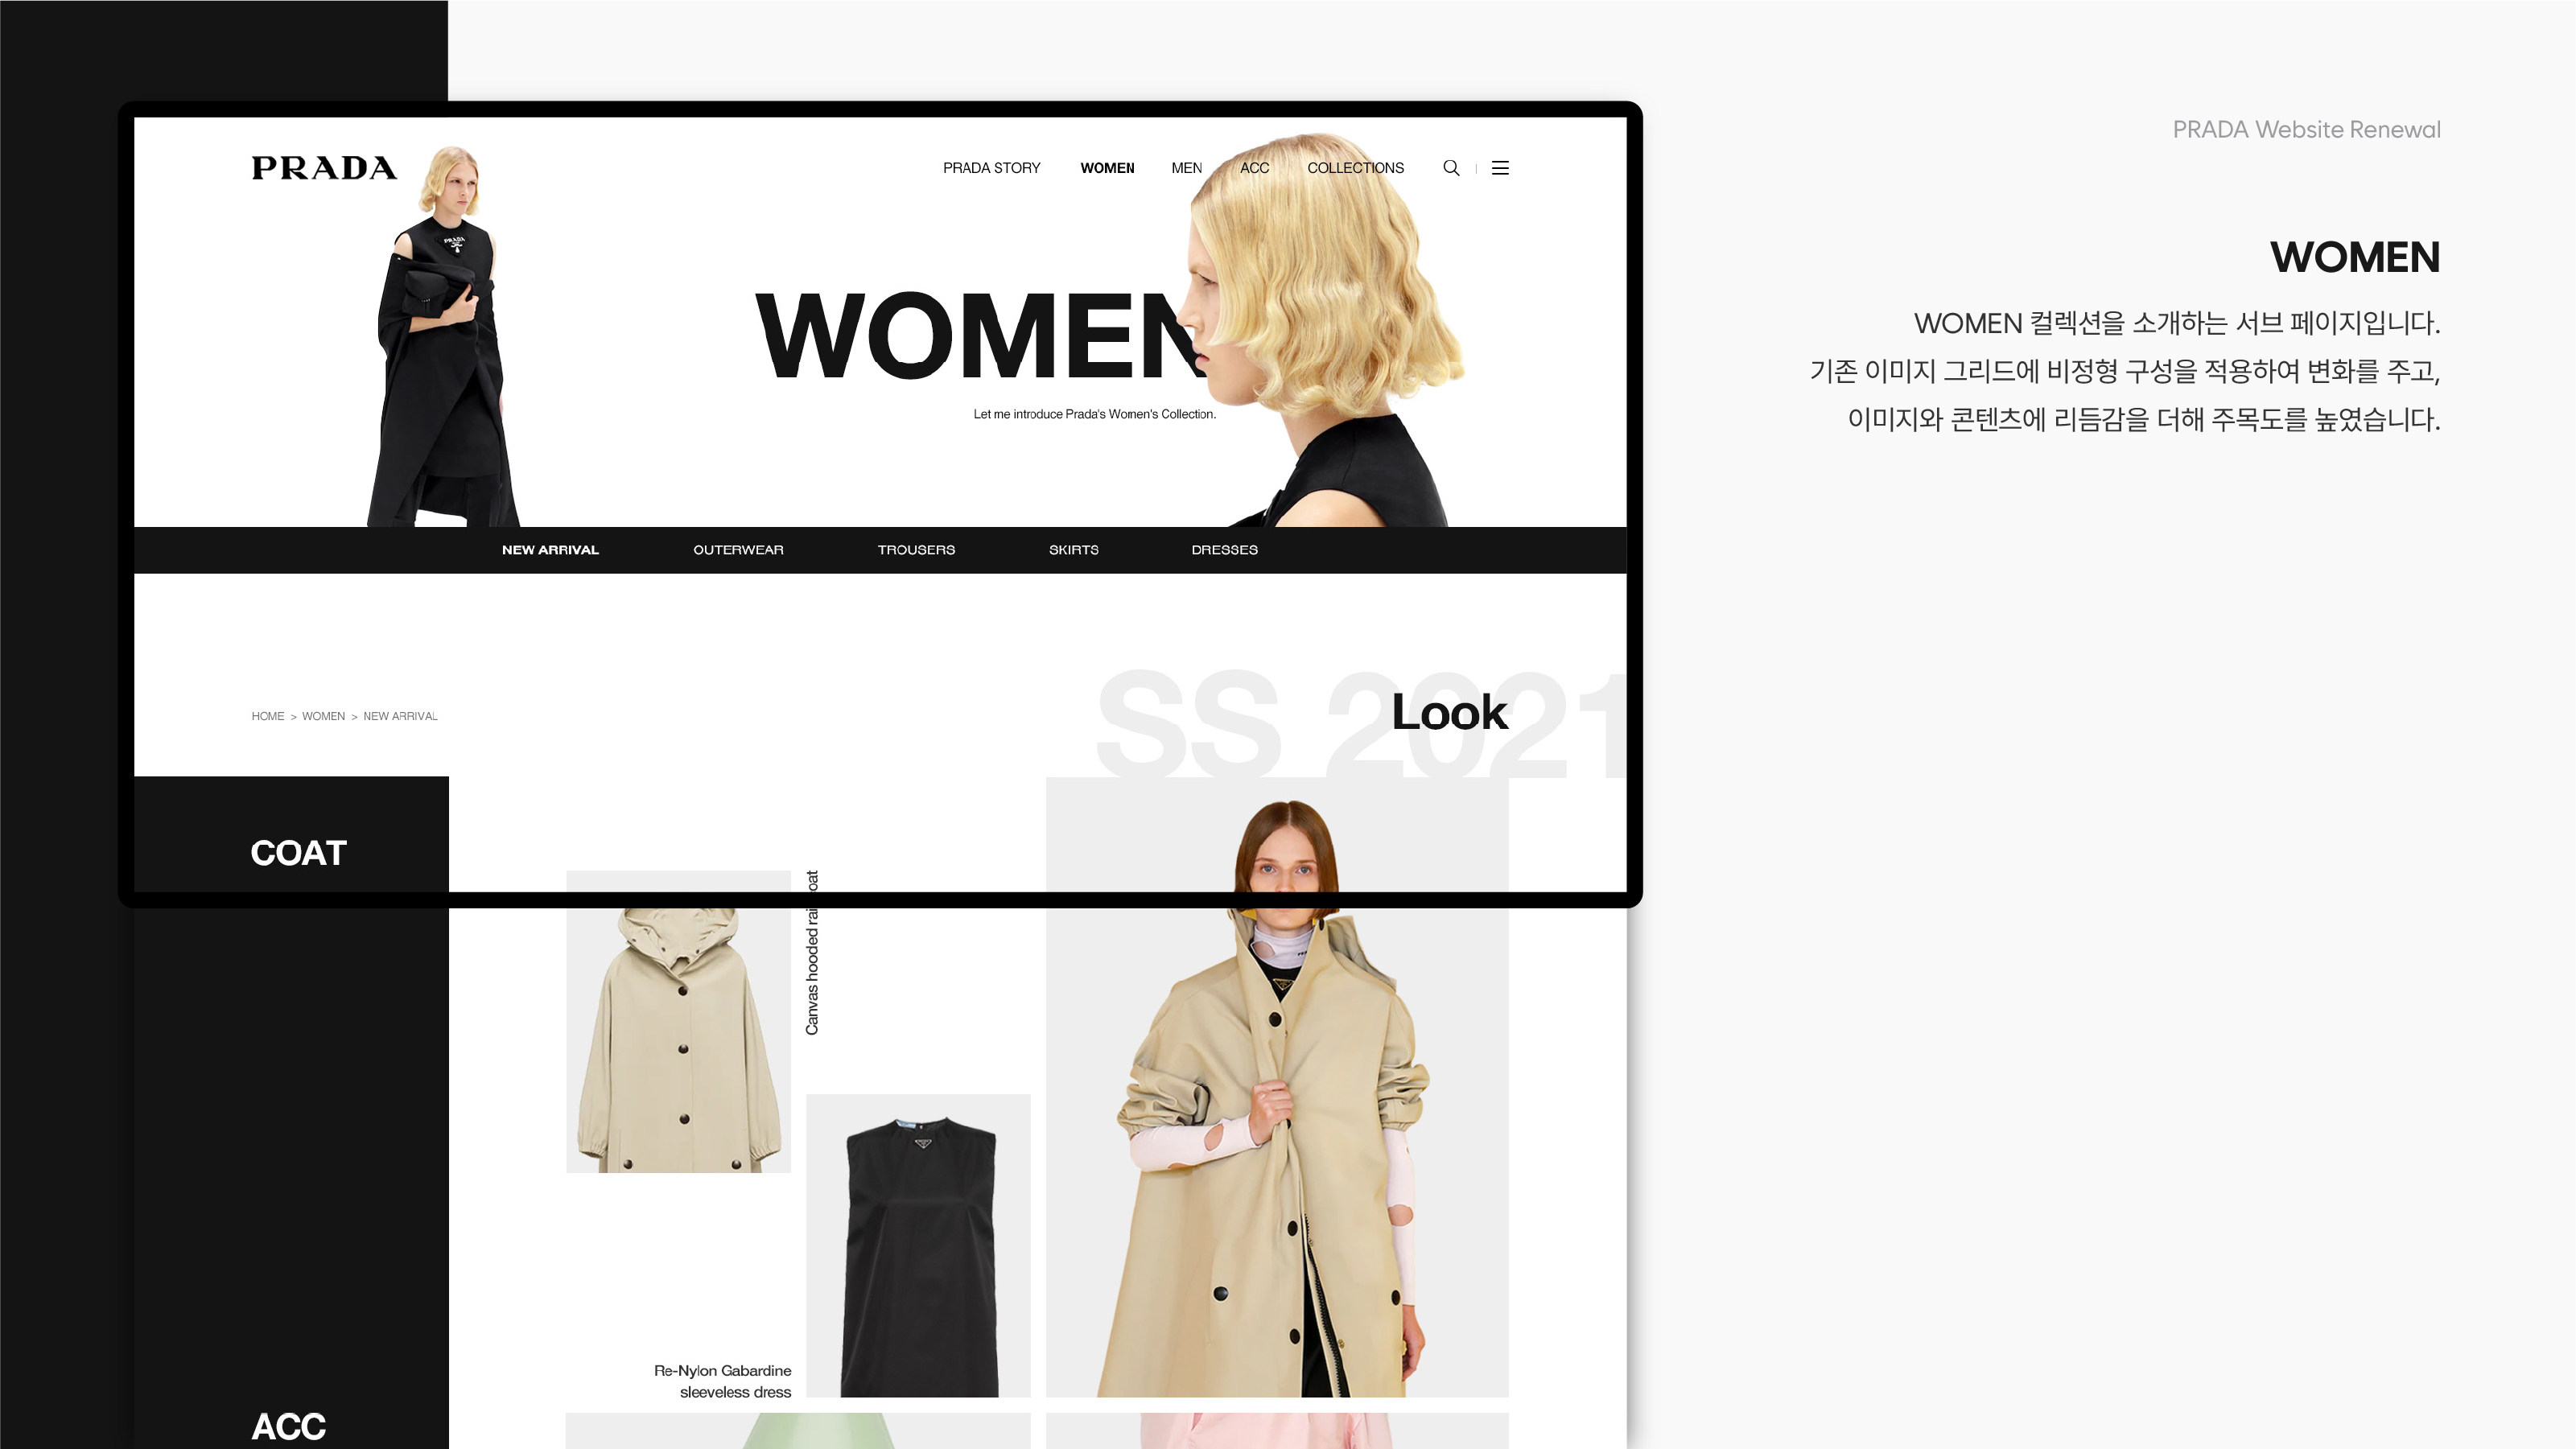 PRADA
PRADA STORY WOMEN MEN ACC COLLECTIONS
PRADA
WOMEN
Let me introduce Prada's Women's Collection.
NEW ARRIVAL OUTERWEAR TROUSERS SKIRTS DRESSES
HOME > WOMEN > NEW ARRIVAL
SS 2021
Look
COAT
Canvas hooded raincoat
Re-Nylon Gabardine
sleeveless dress
ACC
PRADA Website Renewal
WOMEN
WOMEN 컬렉션을 소개하는 서브 페이지입니다.
기존 이미지 그리드에 비정형 구성을 적용하여 변화를 주고,
이미지와 콘텐츠에 리듬감을 더해 주목도를 높였습니다.